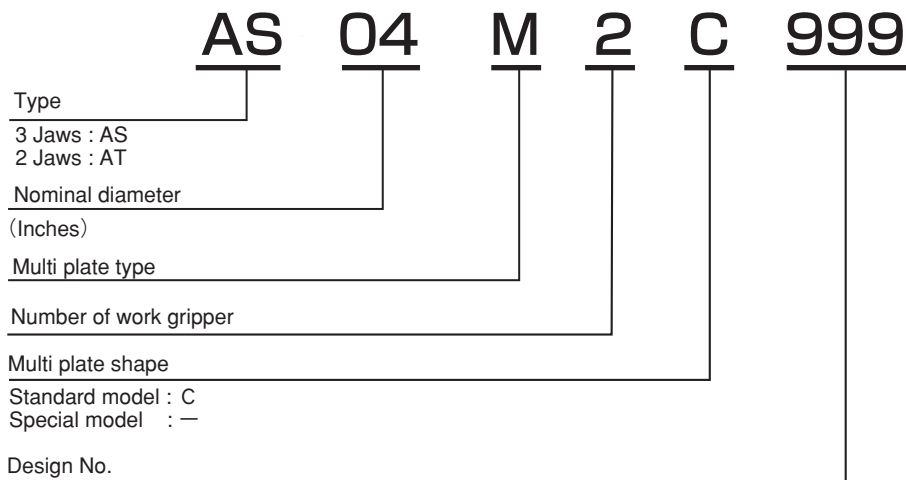 AS 04 M 2 C 999
Type
3 Jaws : AS
2 Jaws : AT
Nominal diameter
（Inches）
Multi plate type
Number of work gripper
Multi plate shape
Standard model : C
Special model : —
Design No.